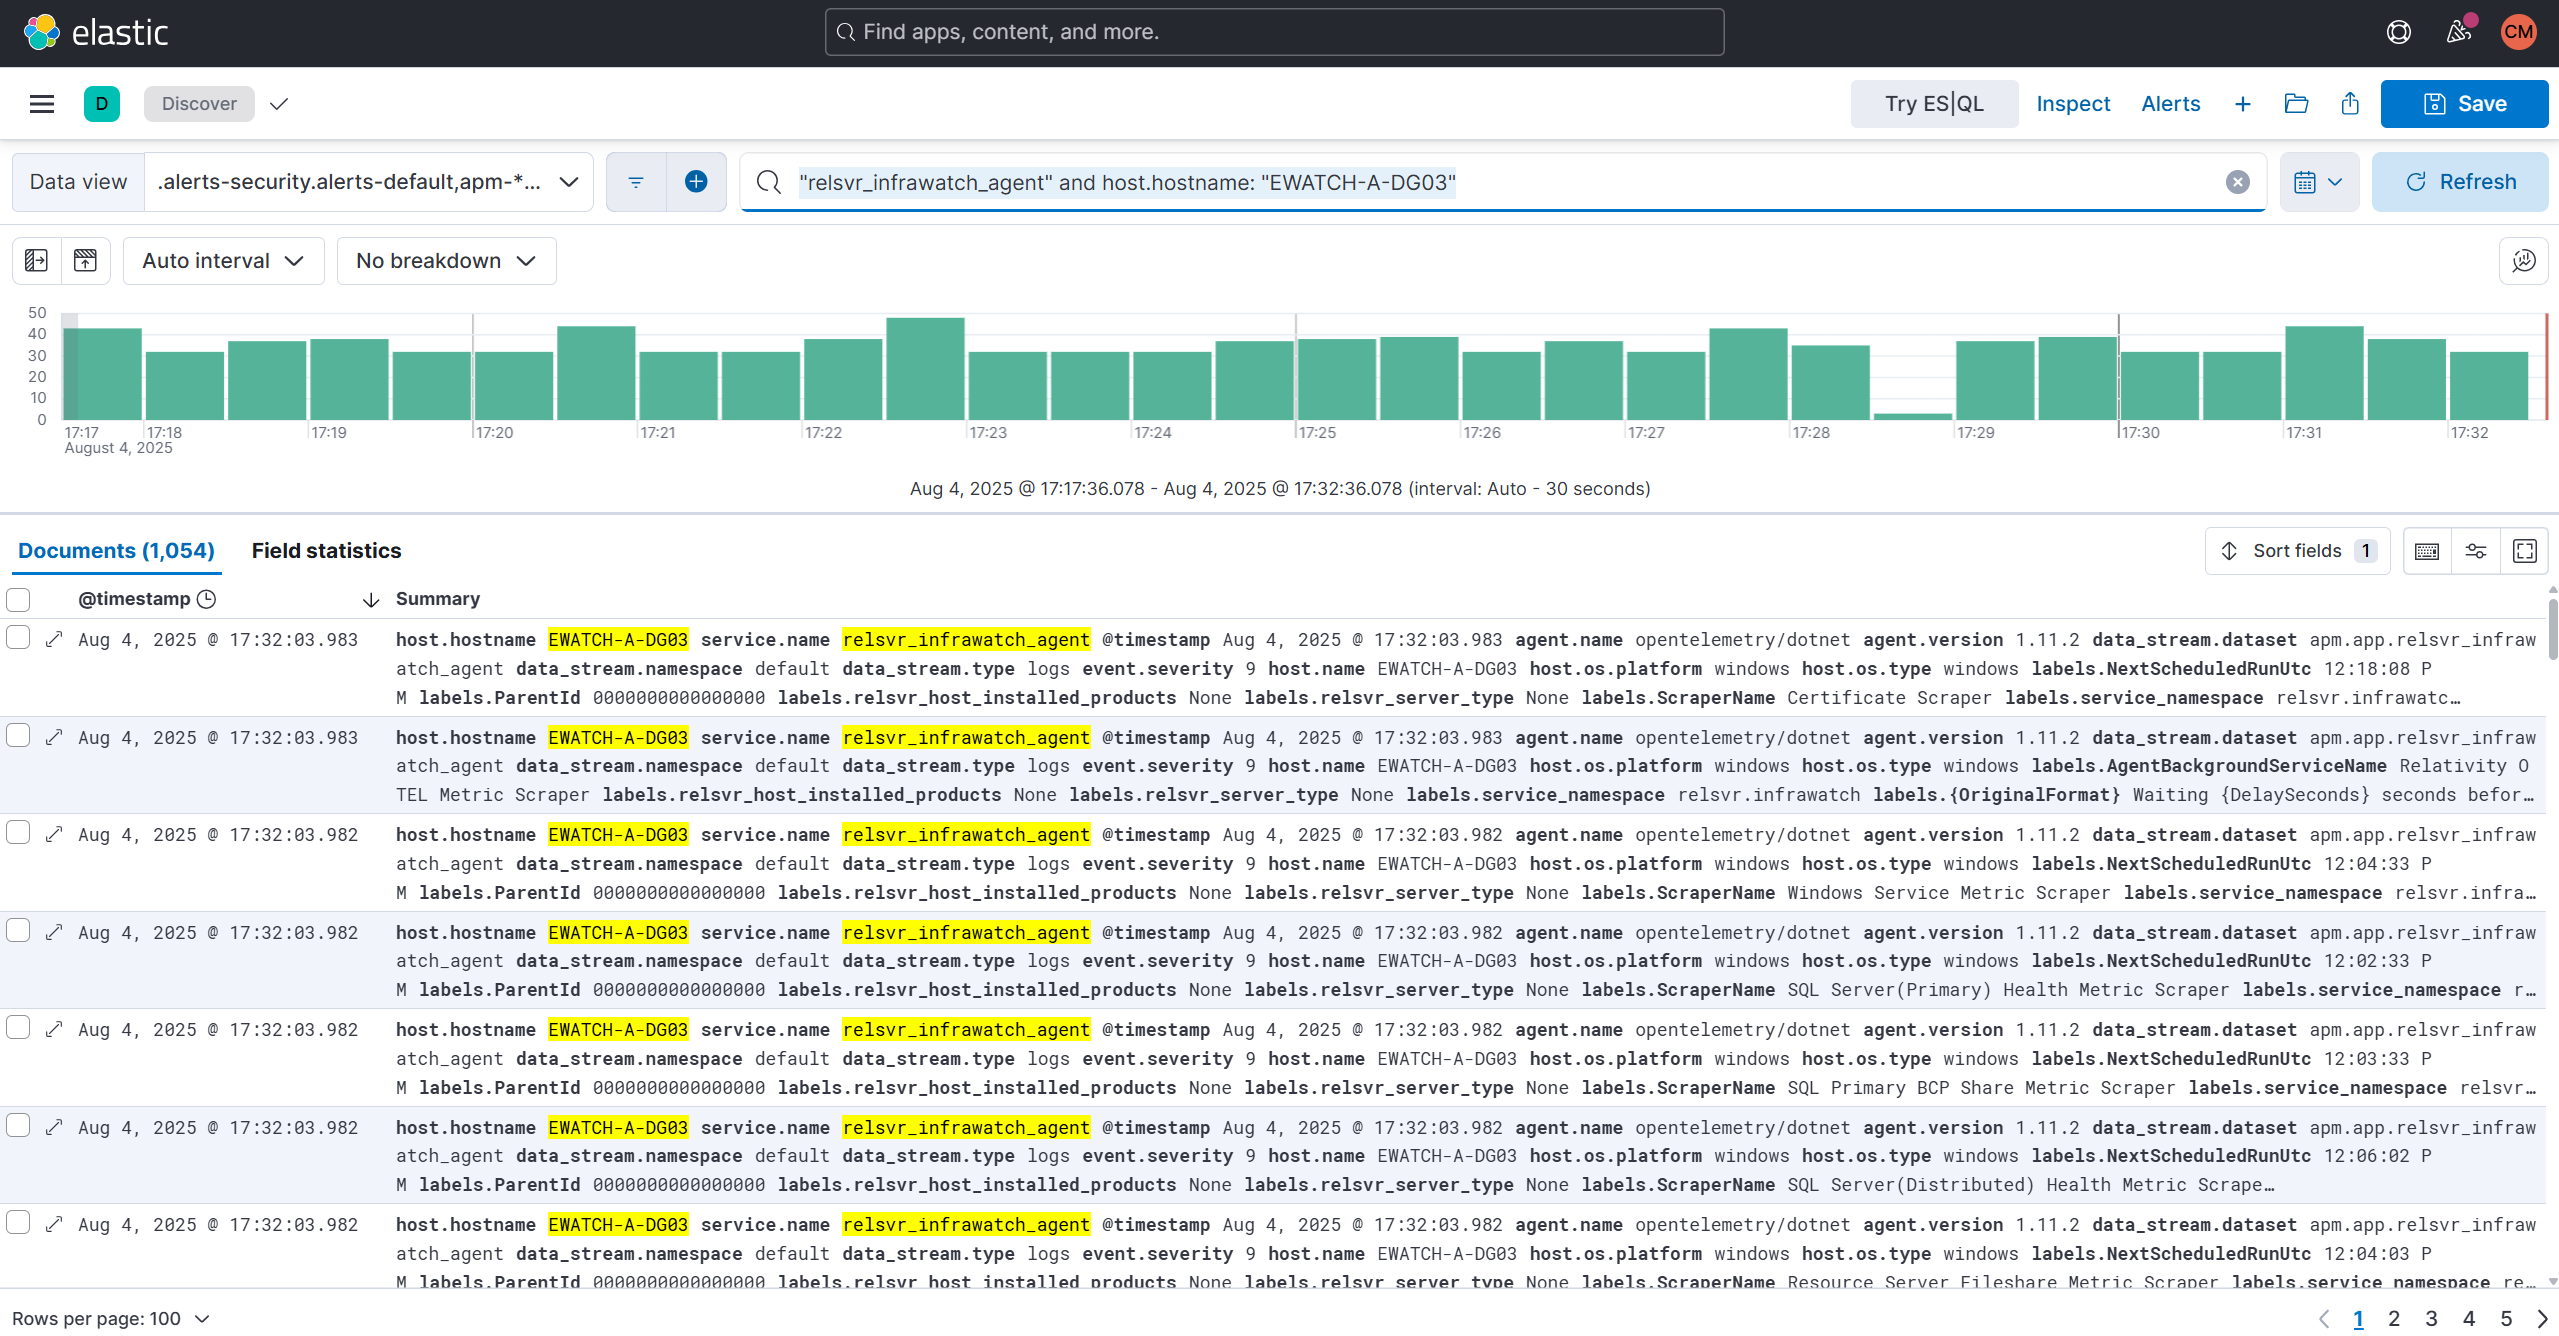 elastic
Find apps, content, and more.
CM
D
Discover
Try ES|QL
Inspect
Alerts
Save
Data view
.alerts-security.alerts-default,apm-*...
"relsvr_infrawatch_agent" and host.hostname: "EWATCH-A-DG03"
Refresh
Auto interval
No breakdown
50
40
30
20
10
0
17:17 17:18 17:19 17:20 17:21 17:22 17:23 17:24 17:25 17:26 17:27 17:28 17:29 17:30 17:31 17:32
August 4, 2025
Aug 4, 2025 @ 17:17:36.078 - Aug 4, 2025 @ 17:32:36.078 (interval: Auto - 30 seconds)
Documents (1,054)
Field statistics
Sort fields 1
@timestamp
Summary
Aug 4, 2025 @ 17:32:03.983 host.hostname EWATCH-A-DG03 service.name relsvr_infrawatch_agent @timestamp Aug 4, 2025 @ 17:32:03.983 agent.name opentelemetry/dotnet agent.version 1.11.2 data_stream.dataset apm.app.relsvr_infraw
atch_agent data_stream.namespace default data_stream.type logs event.severity 9 host.name EWATCH-A-DG03 host.os.platform windows host.os.type windows labels.NextScheduledRunUtc 12:18:08 P
M labels.ParentId 0000000000000000 labels.relsvr_host_installed_products None labels.relsvr_server_type None labels.ScraperName Certificate Scraper labels.service_namespace relsvr.infrawatc…
Aug 4, 2025 @ 17:32:03.983 host.hostname EWATCH-A-DG03 service.name relsvr_infrawatch_agent @timestamp Aug 4, 2025 @ 17:32:03.983 agent.name opentelemetry/dotnet agent.version 1.11.2 data_stream.dataset apm.app.relsvr_infraw
atch_agent data_stream.namespace default data_stream.type logs event.severity 9 host.name EWATCH-A-DG03 host.os.platform windows host.os.type windows labels.AgentBackgroundServiceName Relativity O
TEL Metric Scraper labels.relsvr_host_installed_products None labels.relsvr_server_type None labels.service_namespace relsvr.infrawatch labels.{OriginalFormat} Waiting {DelaySeconds} seconds befor…
Aug 4, 2025 @ 17:32:03.982 host.hostname EWATCH-A-DG03 service.name relsvr_infrawatch_agent @timestamp Aug 4, 2025 @ 17:32:03.982 agent.name opentelemetry/dotnet agent.version 1.11.2 data_stream.dataset apm.app.relsvr_infraw
atch_agent data_stream.namespace default data_stream.type logs event.severity 9 host.name EWATCH-A-DG03 host.os.platform windows host.os.type windows labels.NextScheduledRunUtc 12:04:33 P
M labels.ParentId 0000000000000000 labels.relsvr_host_installed_products None labels.relsvr_server_type None labels.ScraperName Windows Service Metric Scraper labels.service_namespace relsvr.infra…
Aug 4, 2025 @ 17:32:03.982 host.hostname EWATCH-A-DG03 service.name relsvr_infrawatch_agent @timestamp Aug 4, 2025 @ 17:32:03.982 agent.name opentelemetry/dotnet agent.version 1.11.2 data_stream.dataset apm.app.relsvr_infraw
atch_agent data_stream.namespace default data_stream.type logs event.severity 9 host.name EWATCH-A-DG03 host.os.platform windows host.os.type windows labels.NextScheduledRunUtc 12:02:33 P
M labels.ParentId 0000000000000000 labels.relsvr_host_installed_products None labels.relsvr_server_type None labels.ScraperName SQL Server(Primary) Health Metric Scraper labels.service_namespace r…
Aug 4, 2025 @ 17:32:03.982 host.hostname EWATCH-A-DG03 service.name relsvr_infrawatch_agent @timestamp Aug 4, 2025 @ 17:32:03.982 agent.name opentelemetry/dotnet agent.version 1.11.2 data_stream.dataset apm.app.relsvr_infraw
atch_agent data_stream.namespace default data_stream.type logs event.severity 9 host.name EWATCH-A-DG03 host.os.platform windows host.os.type windows labels.NextScheduledRunUtc 12:03:33 P
M labels.ParentId 0000000000000000 labels.relsvr_host_installed_products None labels.relsvr_server_type None labels.ScraperName SQL Primary BCP Share Metric Scraper labels.service_namespace relsvr…
Aug 4, 2025 @ 17:32:03.982 host.hostname EWATCH-A-DG03 service.name relsvr_infrawatch_agent @timestamp Aug 4, 2025 @ 17:32:03.982 agent.name opentelemetry/dotnet agent.version 1.11.2 data_stream.dataset apm.app.relsvr_infraw
atch_agent data_stream.namespace default data_stream.type logs event.severity 9 host.name EWATCH-A-DG03 host.os.platform windows host.os.type windows labels.NextScheduledRunUtc 12:06:02 P
M labels.ParentId 0000000000000000 labels.relsvr_host_installed_products None labels.relsvr_server_type None labels.ScraperName SQL Server(Distributed) Health Metric Scrape…
Aug 4, 2025 @ 17:32:03.982 host.hostname EWATCH-A-DG03 service.name relsvr_infrawatch_agent @timestamp Aug 4, 2025 @ 17:32:03.982 agent.name opentelemetry/dotnet agent.version 1.11.2 data_stream.dataset apm.app.relsvr_infraw
atch_agent data_stream.namespace default data_stream.type logs event.severity 9 host.name EWATCH-A-DG03 host.os.platform windows host.os.type windows labels.NextScheduledRunUtc 12:04:03 P
M labels.ParentId 0000000000000000 labels.relsvr_host_installed_products None labels.relsvr_server_type None labels.ScraperName Resource Server Fileshare Metric Scraper labels.service_namespace re…
Rows per page: 100
1 2 3 4 5